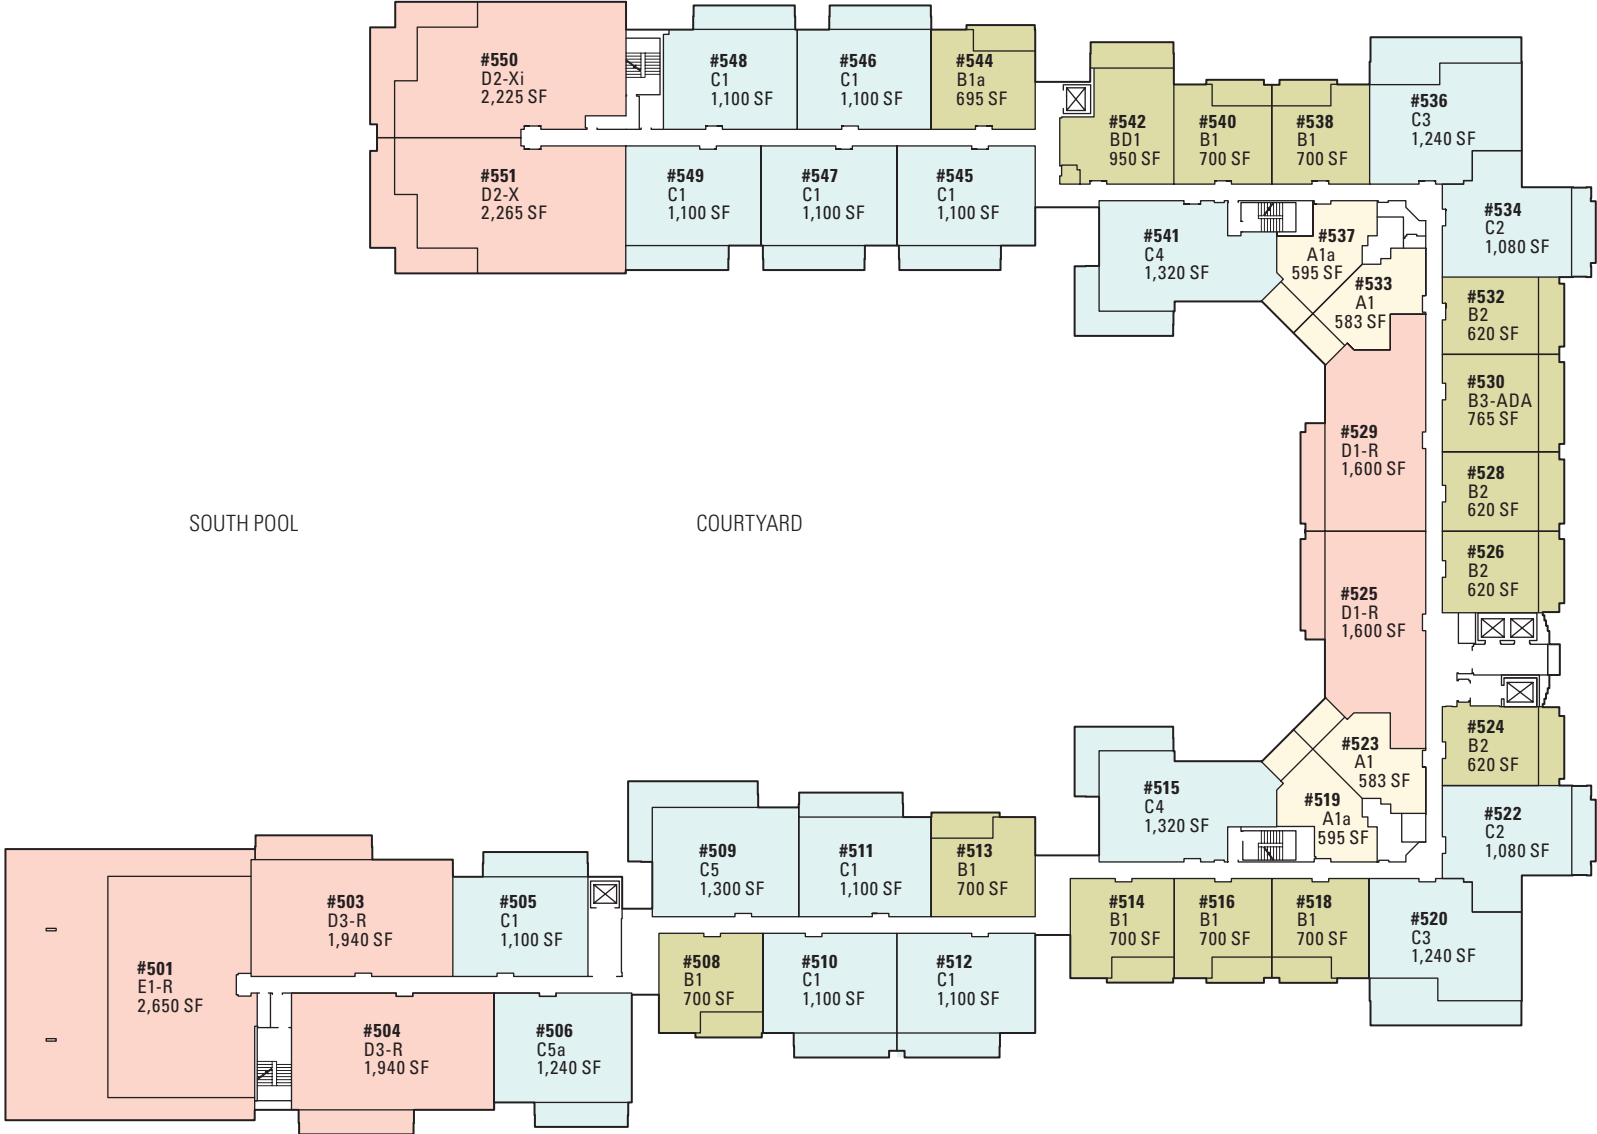 #550
D2-Xi
2,225 SF
#548
C1
1,100 SF
#546
C1
1,100 SF
#544
B1a
695 SF
#542
BD1
950 SF
#540
B1
700 SF
#538
B1
700 SF
#536
C3
1,240 SF
#551
D2-X
2,265 SF
#549
C1
1,100 SF
#547
C1
1,100 SF
#545
C1
1,100 SF
#541
C4
1,320 SF
#537
A1a
595 SF
#533
A1
583 SF
#534
C2
1,080 SF
#532
B2
620 SF
#530
B3-ADA
765 SF
#529
D1-R
1,600 SF
#528
B2
620 SF
SOUTH POOL
COURTYARD
#526
B2
620 SF
#525
D1-R
1,600 SF
#524
B2
620 SF
#523
A1
583 SF
#519
A1a
595 SF
#515
C4
1,320 SF
#522
C2
1,080 SF
#509
C5
1,300 SF
#511
C1
1,100 SF
#513
B1
700 SF
#503
D3-R
1,940 SF
#505
C1
1,100 SF
#514
B1
700 SF
#516
B1
700 SF
#518
B1
700 SF
#520
C3
1,240 SF
#501
E1-R
2,650 SF
#508
B1
700 SF
#510
C1
1,100 SF
#512
C1
1,100 SF
#504
D3-R
1,940 SF
#506
C5a
1,240 SF